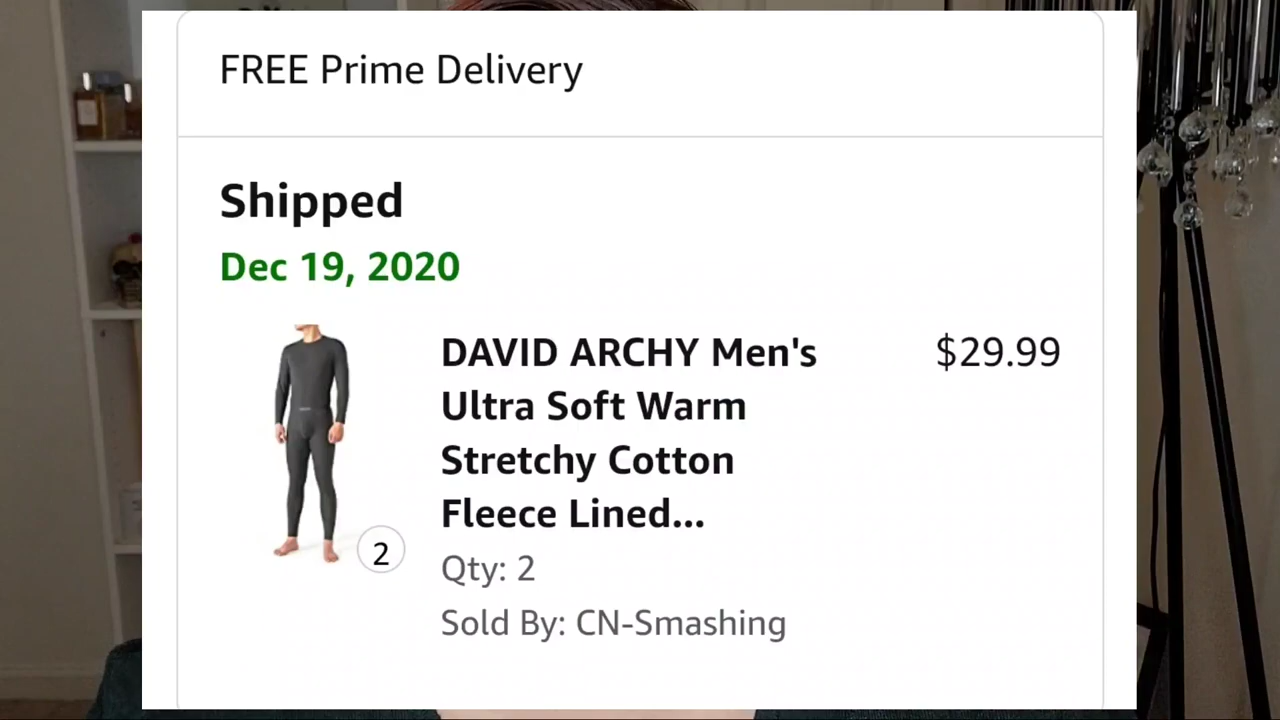 FREE Prime Delivery
Shipped
Dec 19, 2020
DAVID ARCHY Men's
$29.99
Ultra Soft Warm
Stretchy Cotton
Fleece Lined...
2
Qty: 2
Sold By: CN-Smashing